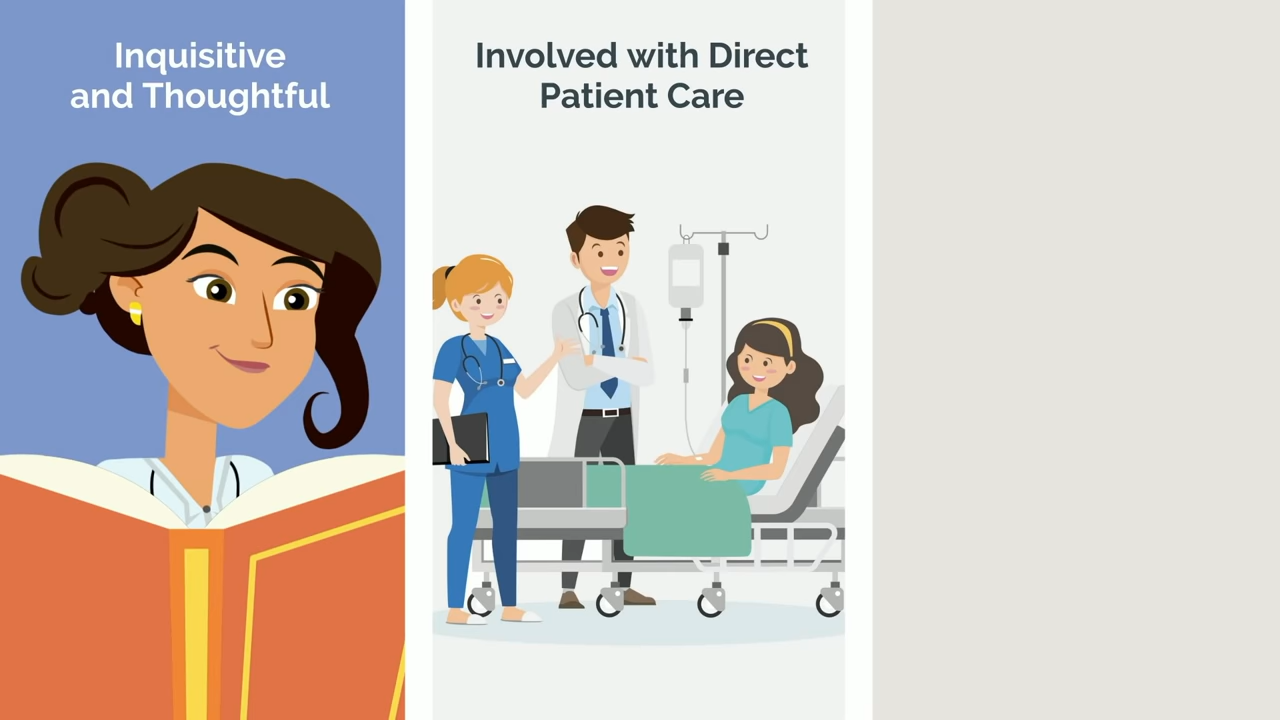 Inquisitive
and Thoughtful
Involved with Direct
Patient Care